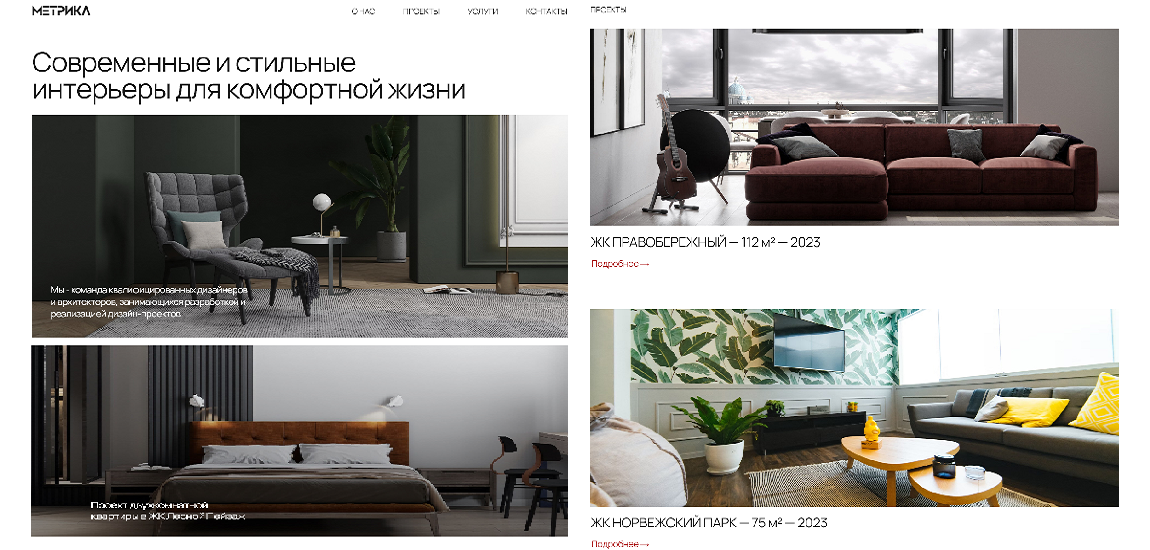 МЕТРИКА
О НАС ПРОЕКТЫ УСЛУГИ КОНТАКТЫ
Современные и стильные
интерьеры для комфортной жизни
Мы - команда квалифицированных дизайнеров
и архитекторов, занимающихся разработкой и
реализацией дизайн-проектов.
Проект двухкомнатной
квартиры в ЖК
ПРОЕКТЫ
ЖК ПРАВОБЕРЕЖНЫЙ — 112 м² — 2023
Подробнее⟶
ЖК НОРВЕЖСКИЙ ПАРК — 75 м² — 2023
Подробнее⟶